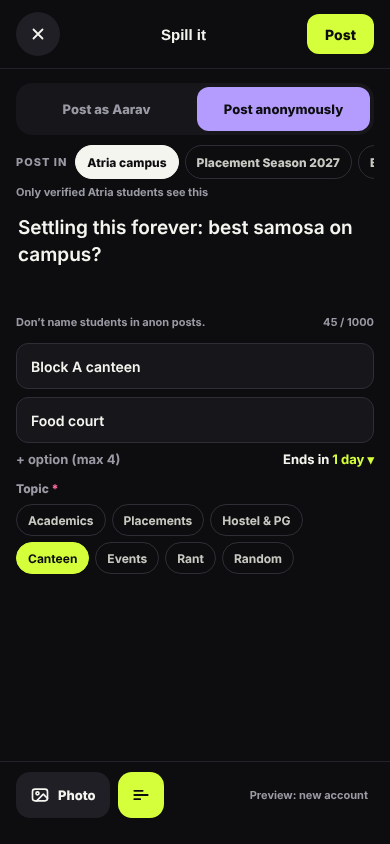 Spill it
Post
Post as Aarav
Post anonymously
POST IN
Atria campus
Placement Season 2027
Only verified Atria students see this
Settling this forever: best samosa on
campus?
Don't name students in anon posts.
45 / 1000
Block A canteen
Food court
+ option (max 4)
Ends in 1 day ▾
Topic *
Academics
Placements
Hostel & PG
Canteen
Events
Rant
Random
Photo
Preview: new account